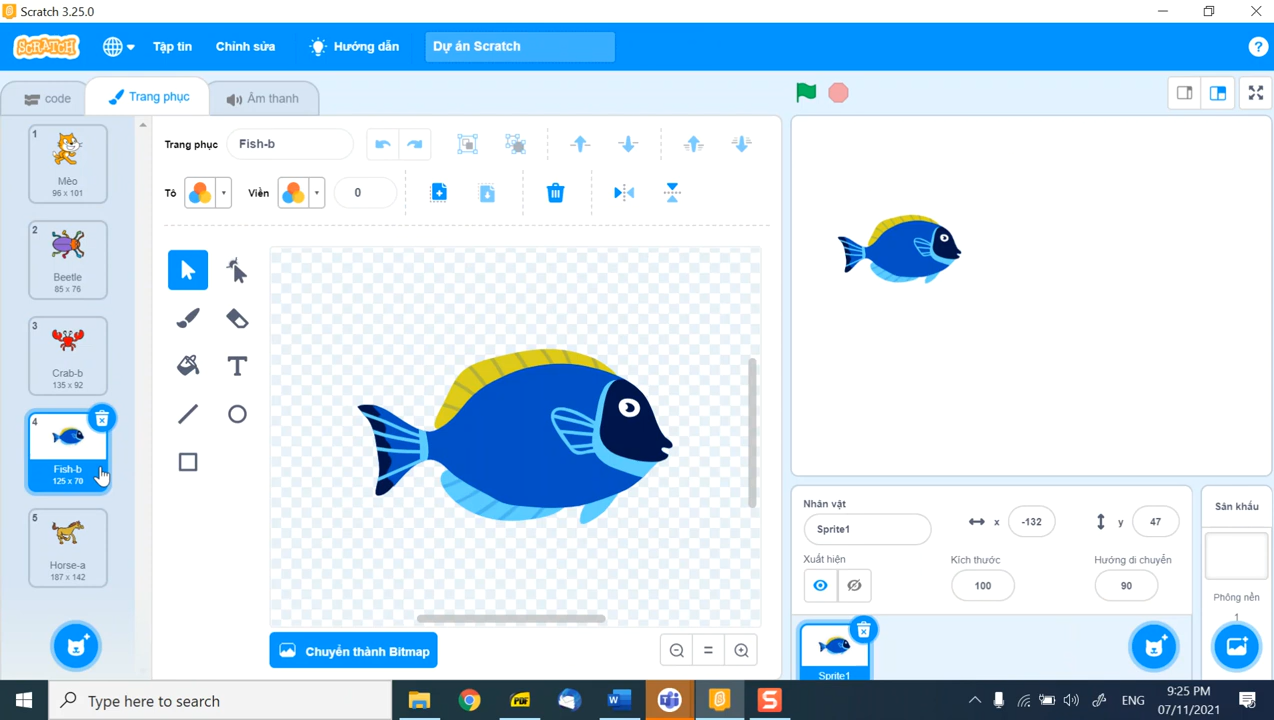 Scratch 3.25.0
SCRATCH Tập tin Chỉnh sửa Hướng dẫn Dự án Scratch ?
code Trang phục Âm thanh
1
Mèo
96 x 101
2
Beetle
85 x 76
3
Crab-b
135 x 92
4
Fish-b
125 x 70
5
Horse-a
187 x 142
Trang phục Fish-b
Tô Viền 0
T
Chuyển thành Bitmap
Nhân vật
Sprite1 x -132 y 47
Xuất hiện Kích thước Hướng di chuyển
100 90
Sprite1
Sân khấu
Phông nền
1
Type here to search
PDF
ENG
9:25 PM
07/11/2021